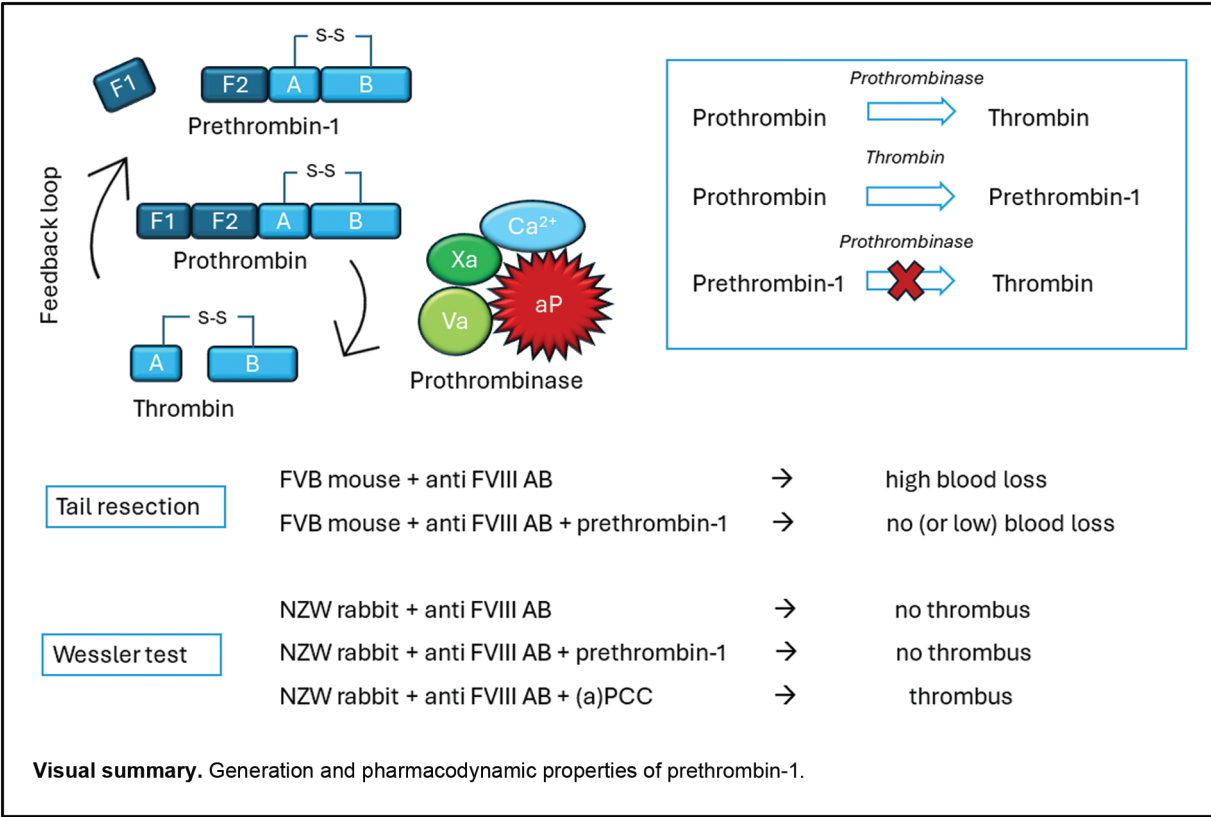 S-S
F1
F2 A B
Prethrombin-1
Feedback loop
S-S
F1 F2 A B
Prothrombin
S-S
A B
Thrombin
Ca²⁺
Xa
Va
aP
Prothrombinase
Prothrombinase
Prothrombin Thrombin
Thrombin
Prothrombin Prethrombin-1
Prothrombinase
Prethrombin-1 Thrombin
Tail resection
FVB mouse + anti FVIII AB → high blood loss
FVB mouse + anti FVIII AB + prethrombin-1 → no (or low) blood loss
Wessler test
NZW rabbit + anti FVIII AB → no thrombus
NZW rabbit + anti FVIII AB + prethrombin-1 → no thrombus
NZW rabbit + anti FVIII AB + (a)PCC → thrombus
Visual summary. Generation and pharmacodynamic properties of prethrombin-1.